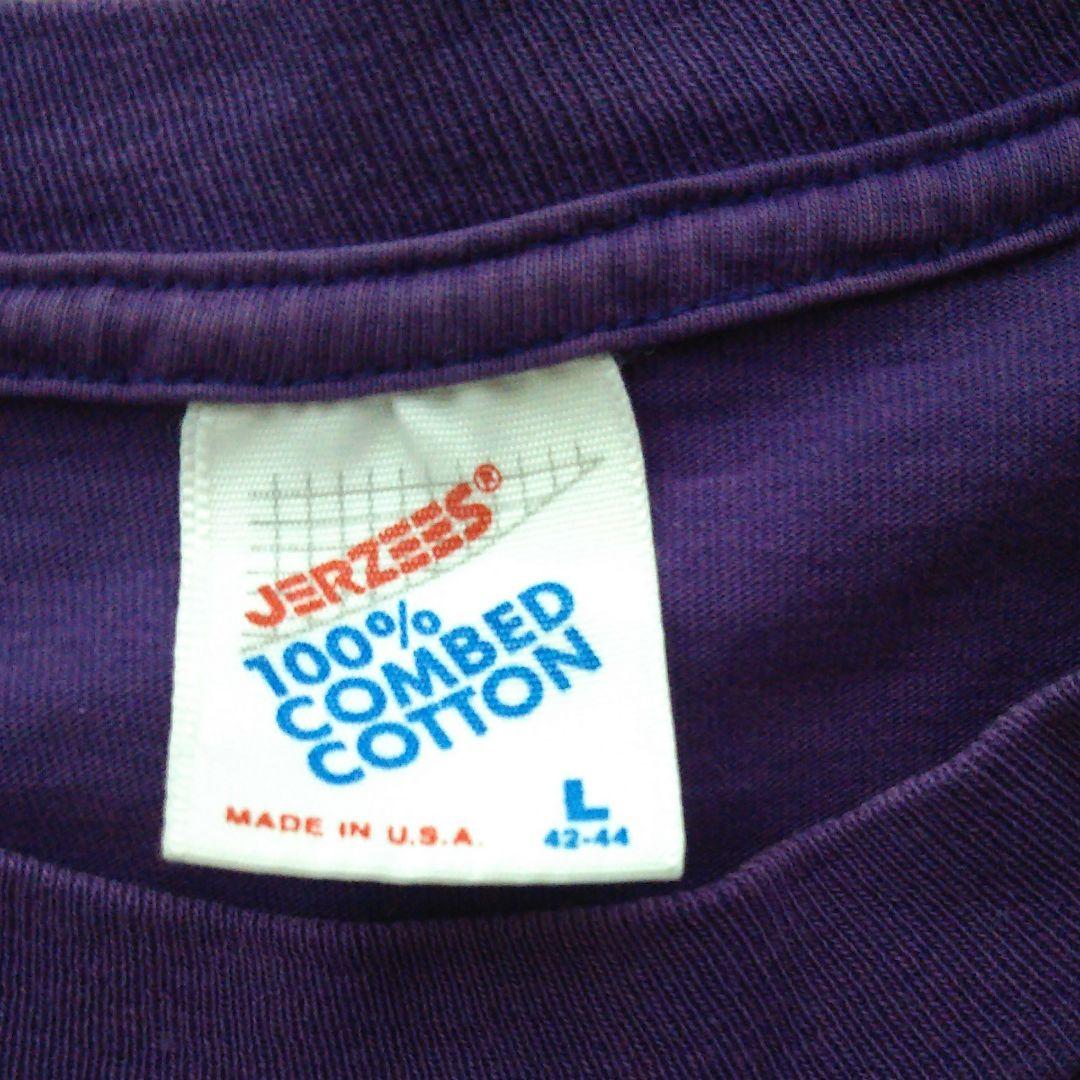 JERZEES®
100%
COMBED
COTTON
L
MADE IN U.S.A.
42-44